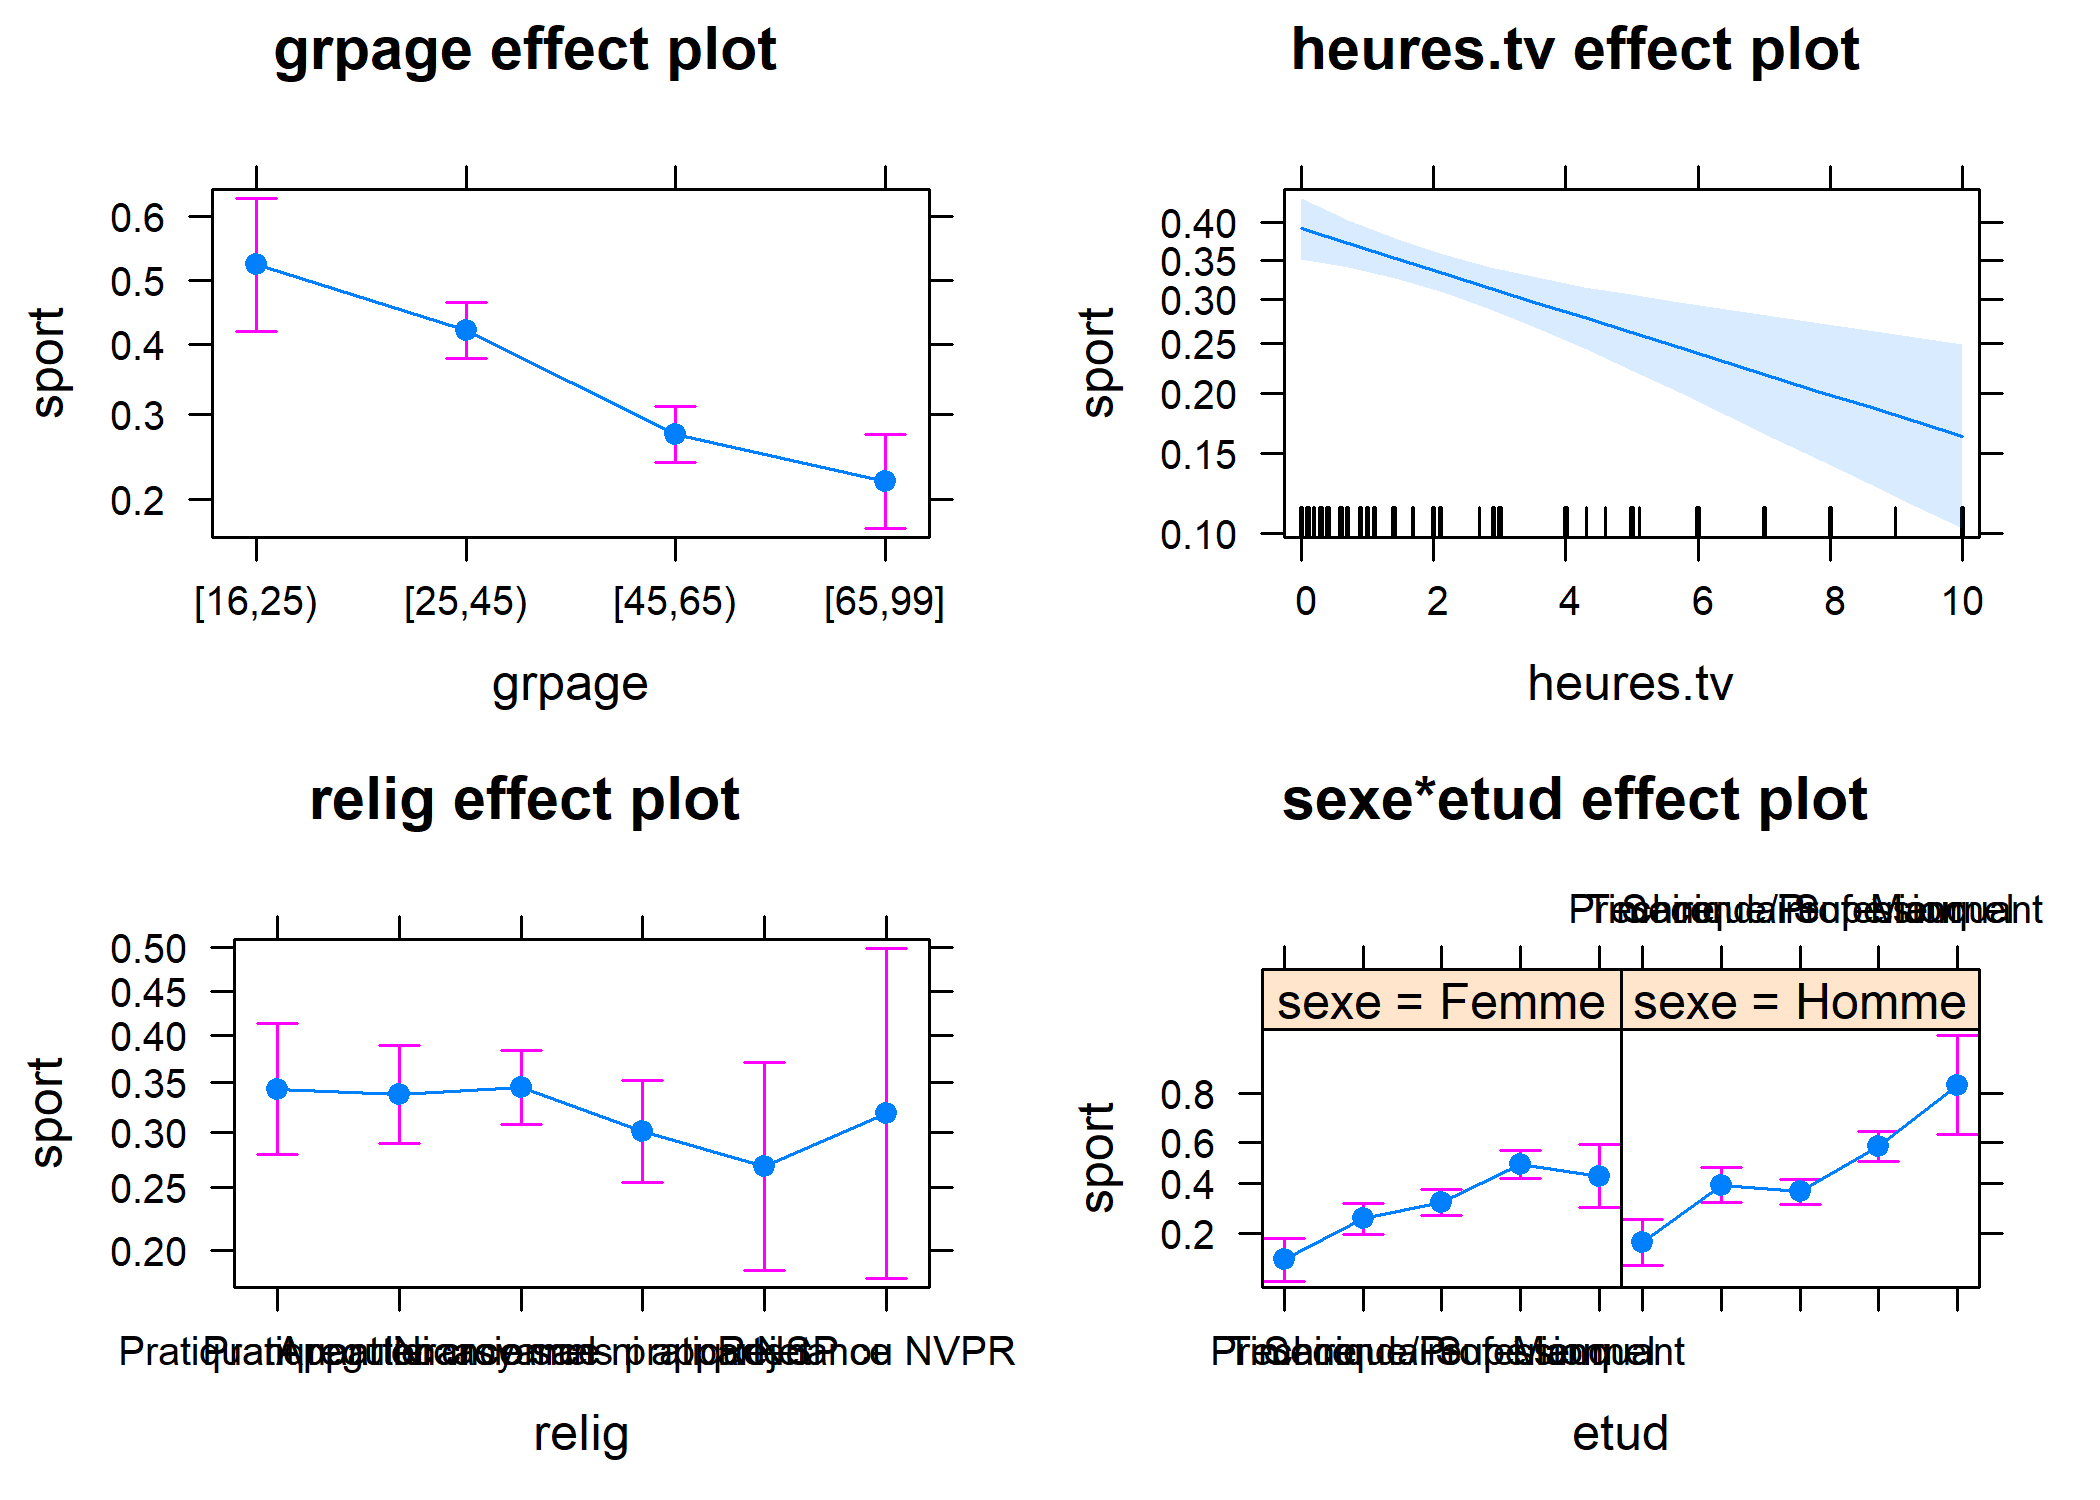 grpage effect plot
sport
0.6
0.5
0.4
0.3
0.2
[16,25) [25,45) [45,65) [65,99]
grpage
heures.tv effect plot
sport
0.40
0.35
0.30
0.25
0.20
0.15
0.10
0 2 4 6 8 10
heures.tv
relig effect plot
sport
0.50
0.45
0.40
0.35
0.30
0.25
0.20
NVPR
relig
sexe*etud effect plot
sexe = Femme sexe = Homme
sport
0.8
0.6
0.4
0.2
etud